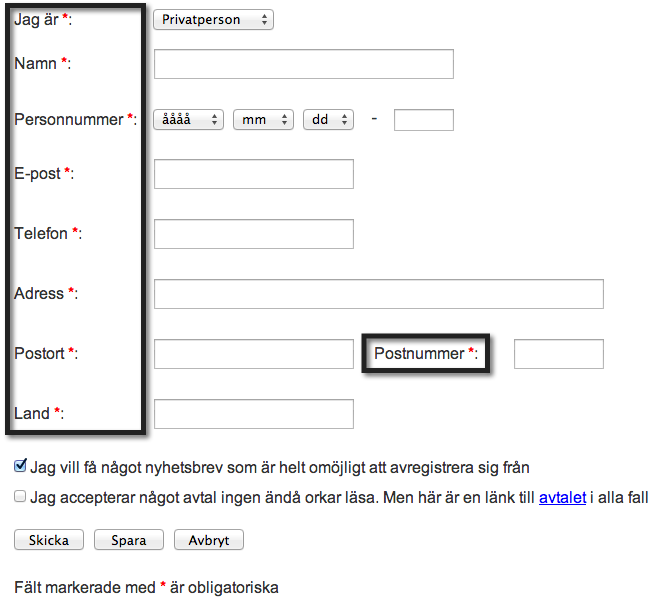 Jag är *: Privatperson
Namn *:
Personnummer *: åååå mm dd -
E-post *:
Telefon *:
Adress *:
Postort *: Postnummer *:
Land *:
Jag vill få något nyhetsbrev som är helt omöjligt att avregistrera sig från
Jag accepterar något avtal ingen ändå orkar läsa. Men här är en länk till avtalet i alla fall
Skicka Spara Avbryt
Fält markerade med * är obligatoriska